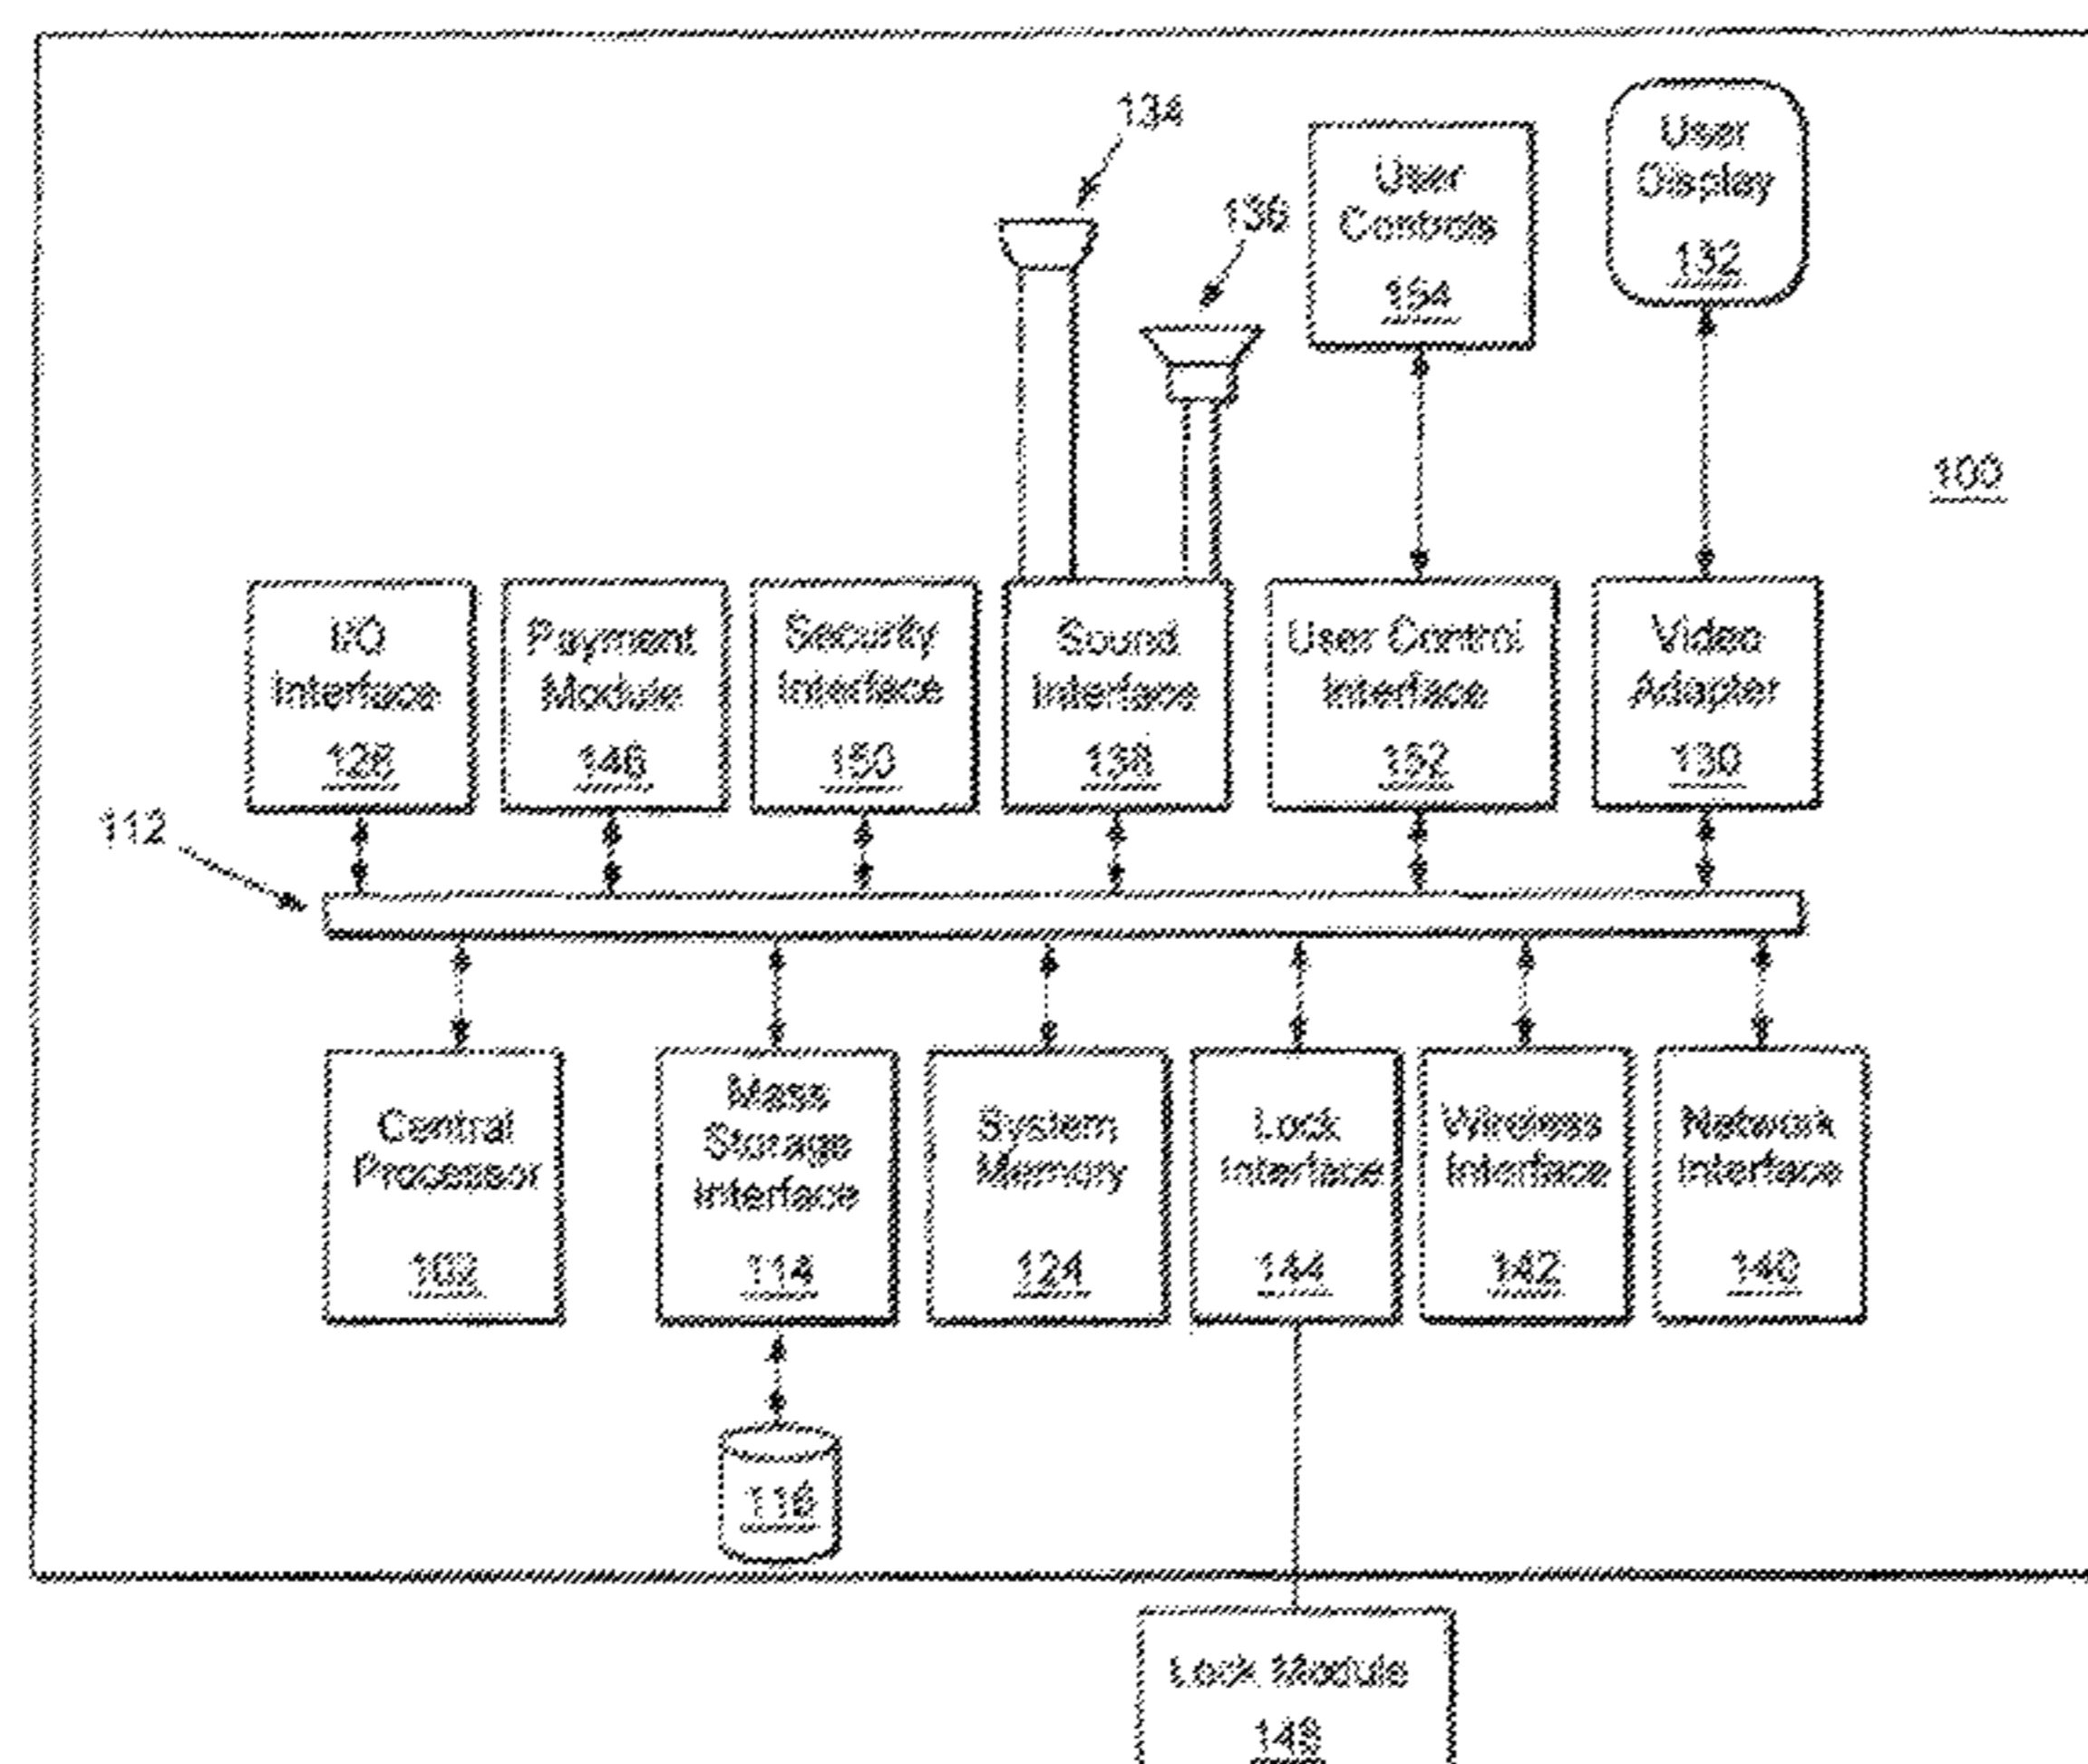 134
User
Display
132
User
Controls
154
136
100
I/O
Interface
128
Payment
Module
146
Security
Interface
150
Sound
Interface
138
User Control
Interface
152
Video
Adapter
130
112
Central
Processor
102
Mass
Storage
Interface
114
System
Memory
124
Lock
Interface
144
Wireless
Interface
142
Network
Interface
140
116
Lock Module
148